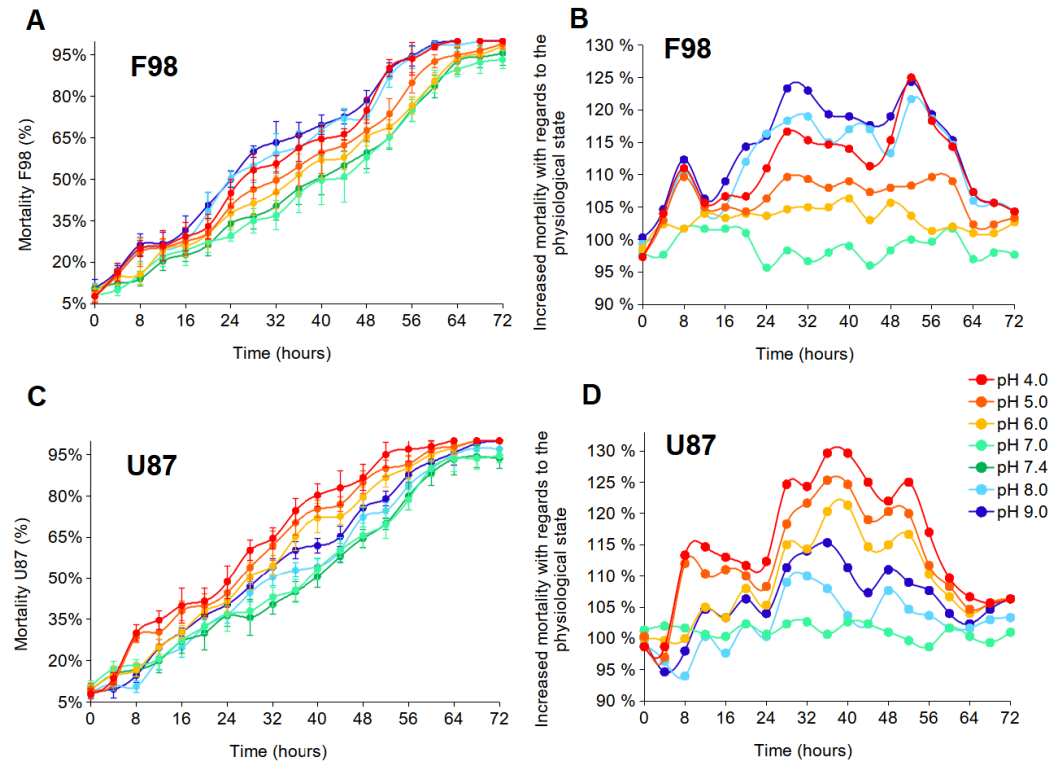 A
F98
Mortality F98 (%)
95%
80%
65%
50%
35%
20%
5%
0 8 16 24 32 40 48 56 64 72
Time (hours)
B
F98
Increased mortality with regards to the
physiological state
130 %
125 %
120 %
115 %
110 %
105 %
100 %
95 %
90 %
0 8 16 24 32 40 48 56 64 72
Time (hours)
C
U87
Mortality U87 (%)
95%
80%
65%
50%
35%
20%
5%
0 8 16 24 32 40 48 56 64 72
Time (hours)
D
U87
Increased mortality with regards to the
physiological state
130 %
125 %
120 %
115 %
110 %
105 %
100 %
95 %
90 %
0 8 16 24 32 40 48 56 64 72
Time (hours)
pH 4.0
pH 5.0
pH 6.0
pH 7.0
pH 7.4
pH 8.0
pH 9.0